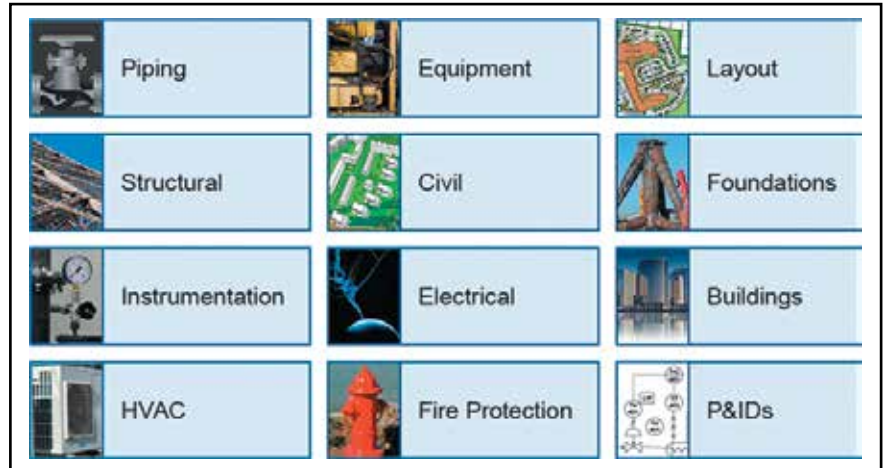 Piping
Equipment
Layout
Structural
Civil
Foundations
Instrumentation
Electrical
Buildings
HVAC
Fire Protection
P&IDs